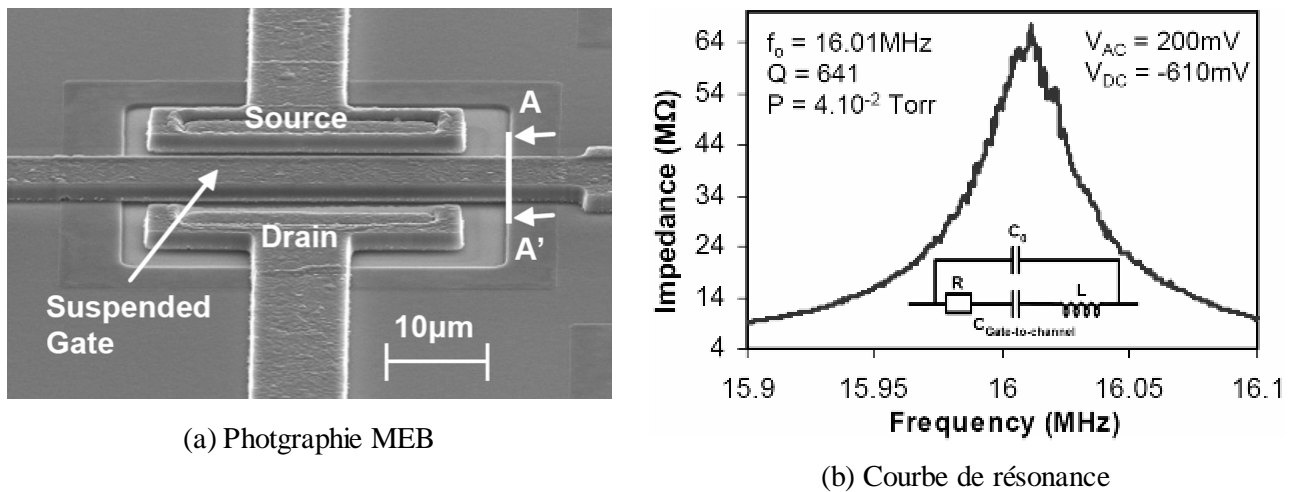 Source
A
Drain
A'
Suspended
Gate
10µm
(a) Photgraphie MEB
fo = 16.01MHz
Q = 641
P = 4.10-2 Torr
VAC = 200mV
VDC = -610mV
Impedance (MΩ)
64
54
44
34
24
14
4
C0
R
L
CGate-to-channel
15.9
15.95
16
16.05
16.1
Frequency (MHz)
(b) Courbe de résonance